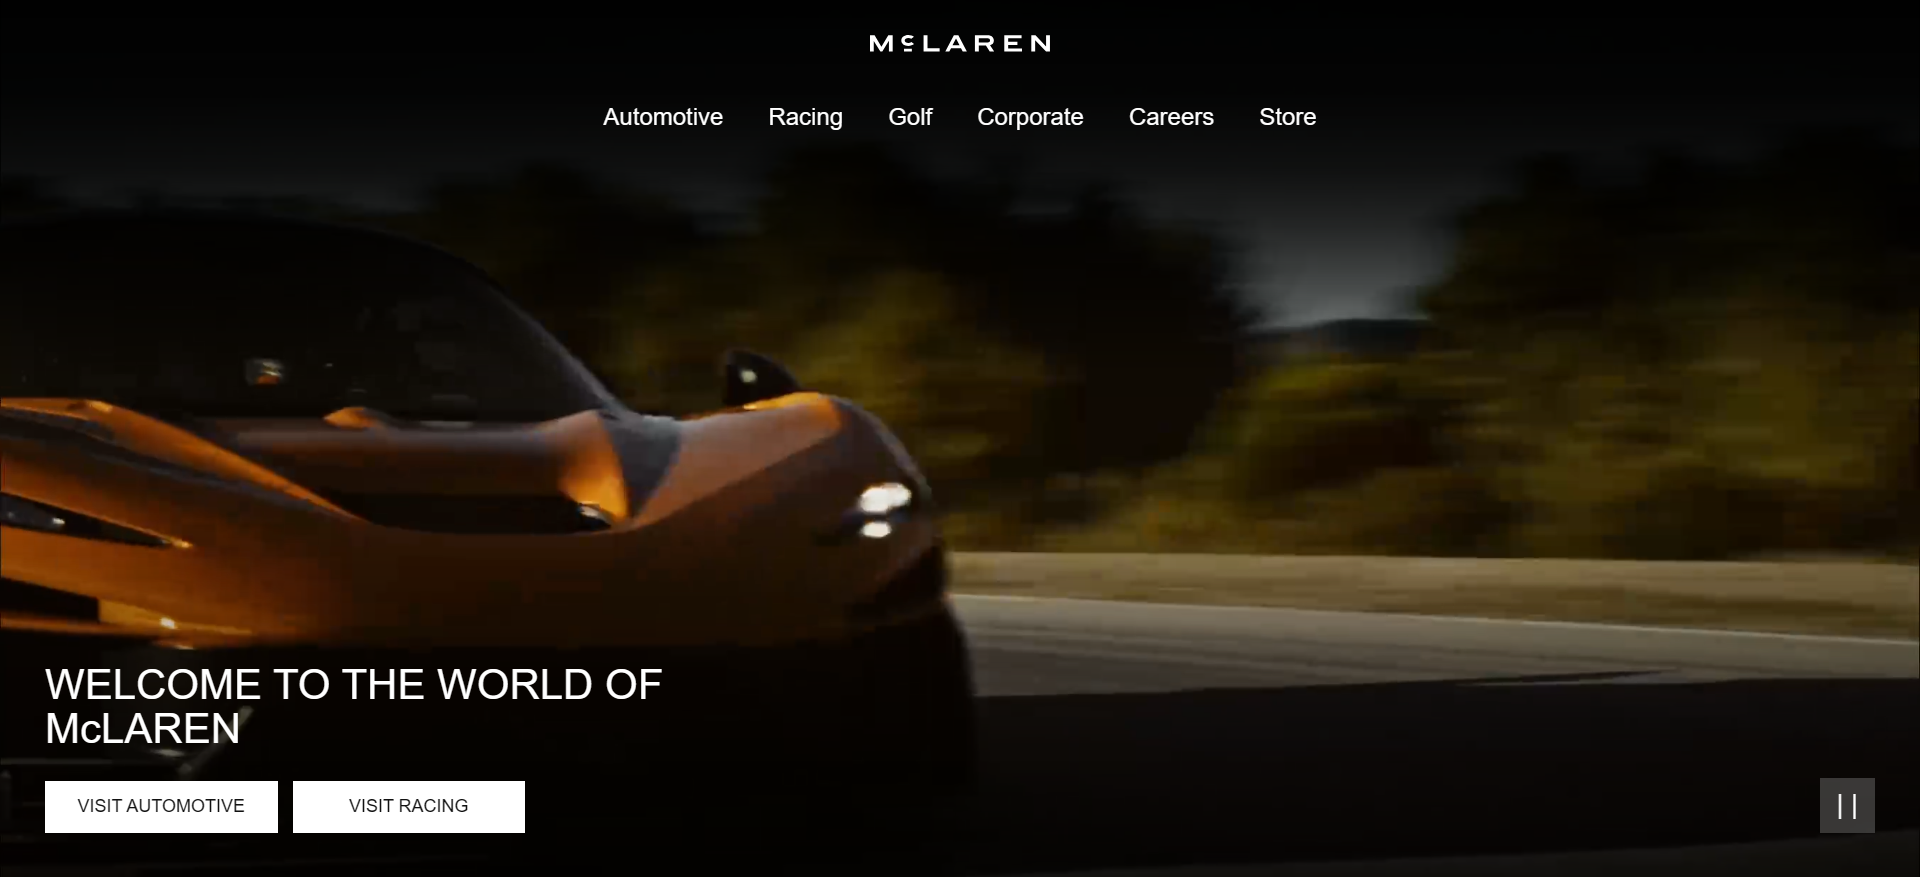 McLAREN
Automotive Racing Golf Corporate Careers Store
WELCOME TO THE WORLD OF
McLAREN
VISIT AUTOMOTIVE VISIT RACING